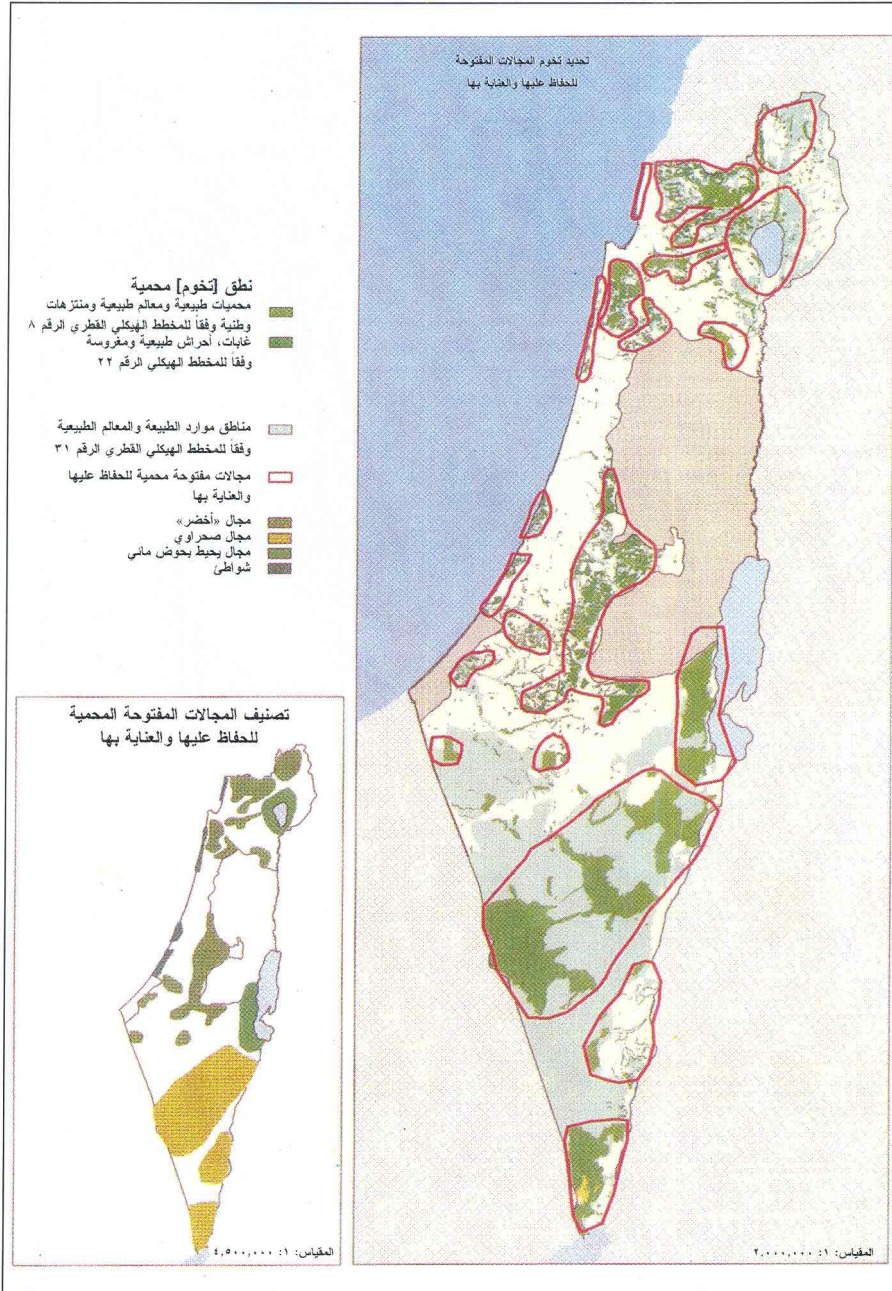 تحديد تخوم المجالات المفتوحة
للحفاظ عليها والعناية بها
نطق [تخوم] محمية
محميات طبيعية ومعالم طبيعية ومنتزهات
وطنية وفقاً للمخطط الهيكلي القطري الرقم ٨
غابات، أحراش طبيعية ومغروسة
وفقاً للمخطط الهيكلي الرقم ٢٢
مناطق موارد الطبيعة والمعالم الطبيعية
وفقاً للمخطط الهيكلي القطري الرقم ٣١
مجالات مفتوحة محمية للحفاظ عليها
والعناية بها
مجال «أخضر»
مجال صحراوي
مجال يحيط بحوض مائي
شواطئ
تصنيف المجالات المفتوحة المحمية
للحفاظ عليها والعناية بها
المقياس: ١: ٤,٥٠٠,٠٠٠
المقياس: ١: ٢,٠٠٠,٠٠٠